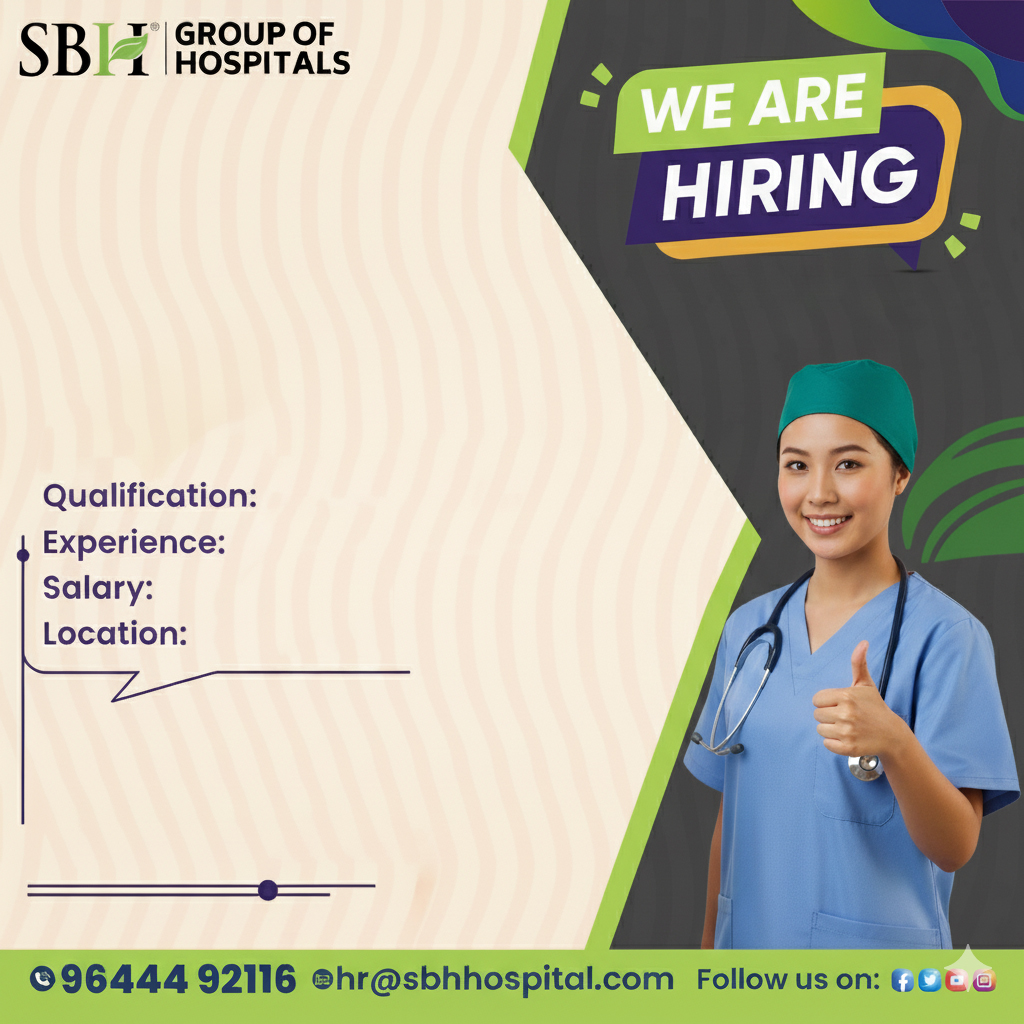 SBH® GROUP OF
HOSPITALS
WE ARE
HIRING
Qualification:
Experience:
Salary:
Location:
96444 92116 hr@sbhhospital.com Follow us on: